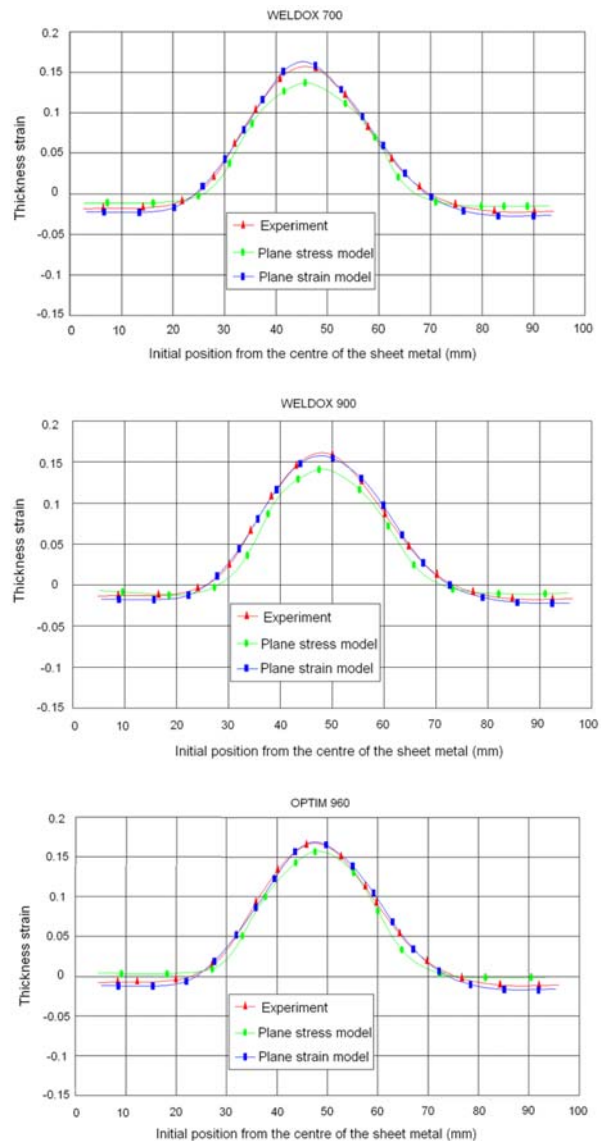 WELDOX 700
0.2
0.15
0.1
0.05
0
-0.05
-0.1
-0.15
Thickness strain
Experiment
Plane stress model
Plane strain model
0 10 20 30 40 50 60 70 80 90 100
Initial position from the centre of the sheet metal (mm)
WELDOX 900
0.2
0.15
0.1
0.05
0
-0.05
-0.1
-0.15
Thickness strain
Experiment
Plane stress model
Plane strain model
0 10 20 30 40 50 60 70 80 90 100
Initial position from the centre of the sheet metal (mm)
OPTIM 960
0.2
0.15
0.1
0.05
0
-0.05
-0.1
-0.15
Thickness strain
Experiment
Plane stress model
Plane strain model
0 10 20 30 40 50 60 70 80 90 100
Initial position from the centre of the sheet metal (mm)